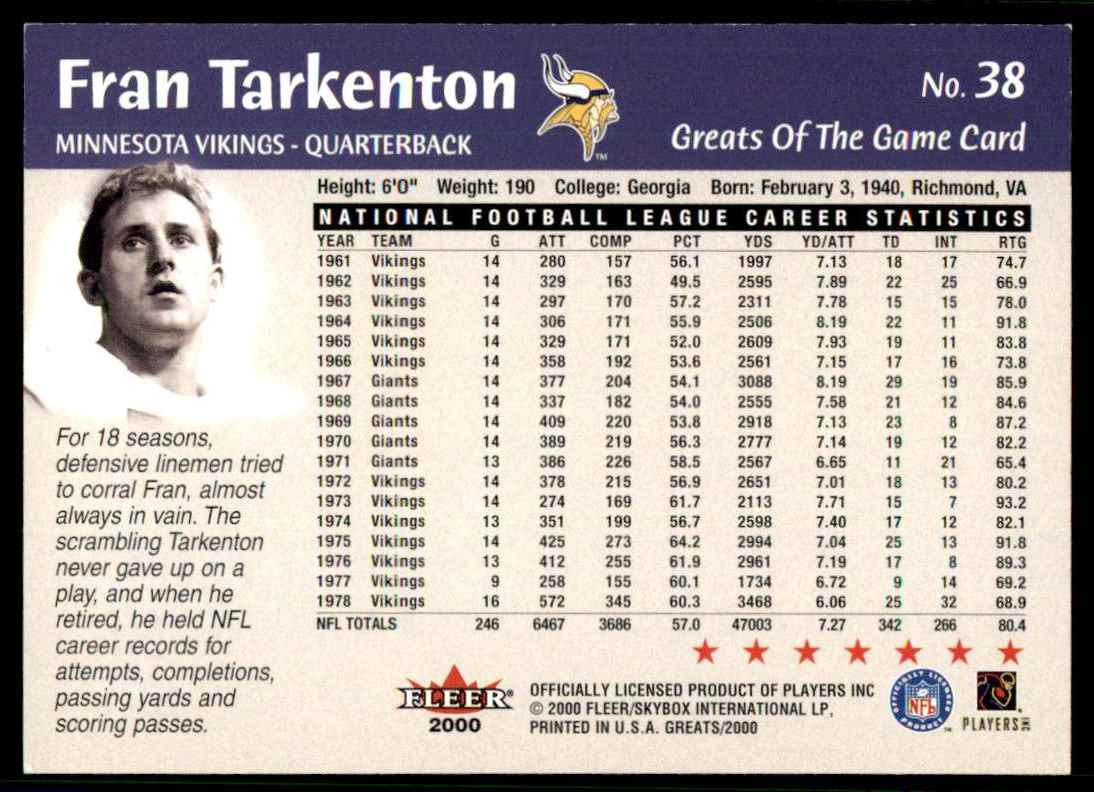 Fran Tarkenton
No. 38
MINNESOTA VIKINGS - QUARTERBACK
Greats Of The Game Card
Height: 6'0" Weight: 190 College: Georgia Born: February 3, 1940, Richmond, VA
NATIONAL FOOTBALL LEAGUE CAREER STATISTICS
YEAR TEAM G ATT COMP PCT YDS YD/ATT TD INT RTG
1961 Vikings 14 280 157 56.1 1997 7.13 18 17 74.7
1962 Vikings 14 329 163 49.5 2595 7.89 22 25 66.9
1963 Vikings 14 297 170 57.2 2311 7.78 15 15 78.0
1964 Vikings 14 306 171 55.9 2506 8.19 22 11 91.8
1965 Vikings 14 329 171 52.0 2609 7.93 19 11 83.8
1966 Vikings 14 358 192 53.6 2561 7.15 17 16 73.8
1967 Giants 14 377 204 54.1 3088 8.19 29 19 85.9
1968 Giants 14 337 182 54.0 2555 7.58 21 12 84.6
1969 Giants 14 409 220 53.8 2918 7.13 23 8 87.2
1970 Giants 14 389 219 56.3 2777 7.14 19 12 82.2
1971 Giants 13 386 226 58.5 2567 6.65 11 21 65.4
1972 Vikings 14 378 215 56.9 2651 7.01 18 13 80.2
1973 Vikings 14 274 169 61.7 2113 7.71 15 7 93.2
1974 Vikings 13 351 199 56.7 2598 7.40 17 12 82.1
1975 Vikings 14 425 273 64.2 2994 7.04 25 13 91.8
1976 Vikings 13 412 255 61.9 2961 7.19 17 8 89.3
1977 Vikings 9 258 155 60.1 1734 6.72 9 14 69.2
1978 Vikings 16 572 345 60.3 3468 6.06 25 32 68.9
NFL TOTALS 246 6467 3686 57.0 47003 7.27 342 266 80.4
For 18 seasons,
defensive linemen tried
to corral Fran, almost
always in vain. The
scrambling Tarkenton
never gave up on a
play, and when he
retired, he held NFL
career records for
attempts, completions,
passing yards and
scoring passes.
FLEER®
2000
OFFICIALLY LICENSED PRODUCT OF PLAYERS INC
© 2000 FLEER/SKYBOX INTERNATIONAL LP,
PRINTED IN U.S.A. GREATS/2000
OFFICIALLY LICENSED
NFL
PRODUCT
PLAYERS INC